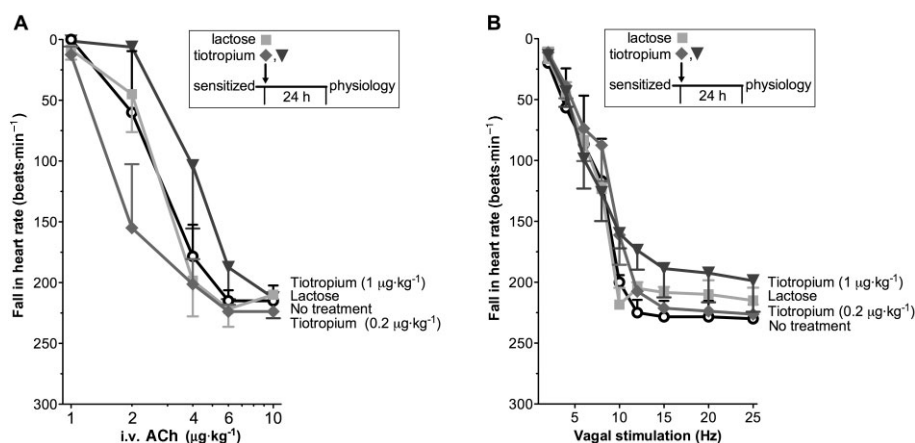 A
lactose
tiotropium ,
sensitized physiology
24 h
Fall in heart rate (beats·min⁻¹)
0
50
100
150
200
250
300
1 2 4 6 10
i.v. ACh (μg·kg⁻¹)
Tiotropium (1 μg·kg⁻¹)
Lactose
No treatment
Tiotropium (0.2 μg·kg⁻¹)
B
lactose
tiotropium ,
sensitized physiology
24 h
Fall in heart rate (beats·min⁻¹)
0
50
100
150
200
250
300
5 10 15 20 25
Vagal stimulation (Hz)
Tiotropium (1 μg·kg⁻¹)
Lactose
Tiotropium (0.2 μg·kg⁻¹)
No treatment